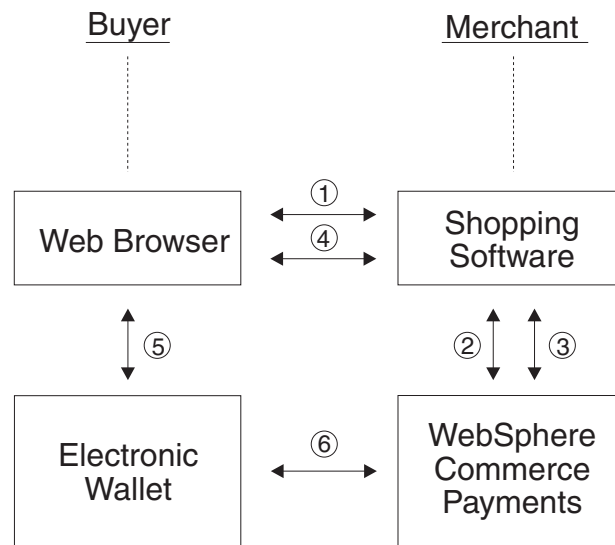 Buyer
Merchant
①
Web Browser
④
Shopping
Software
⑤
②
③
Electronic
Wallet
⑥
WebSphere
Commerce
Payments